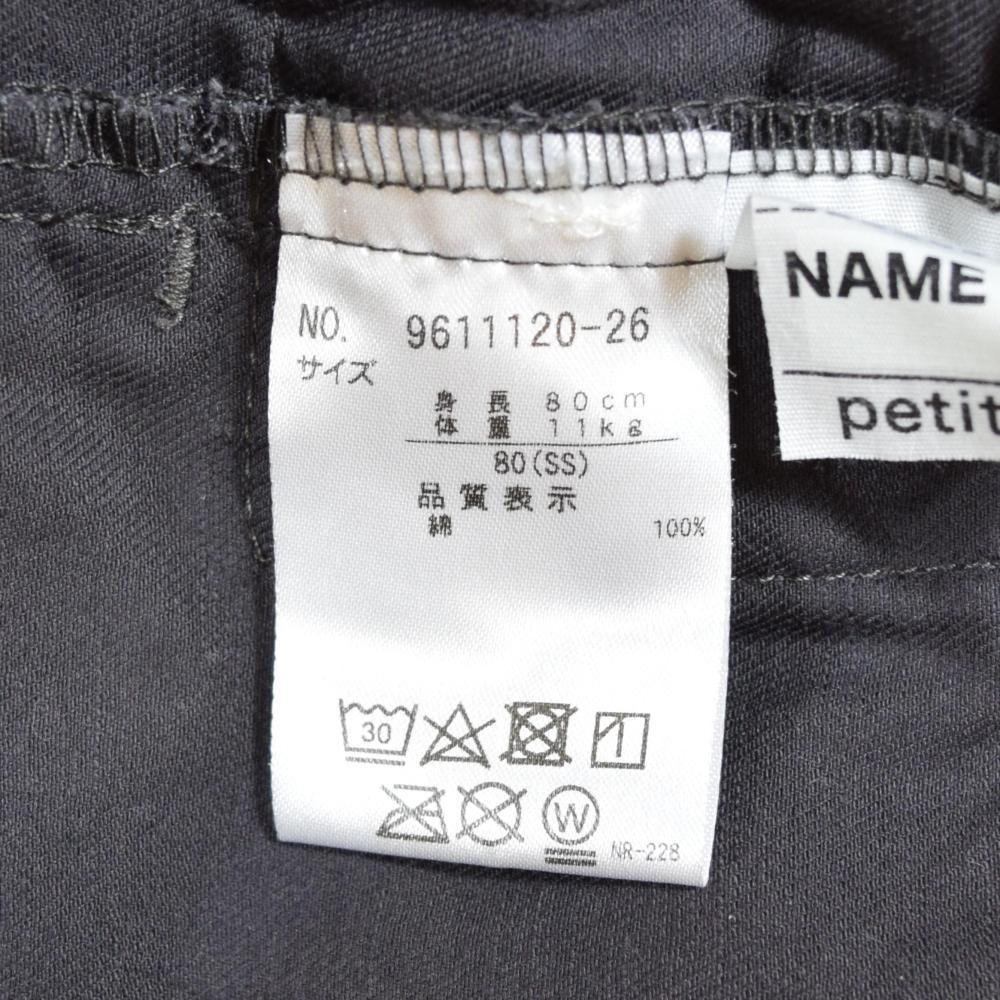 NO. 9611120-26
サイズ
身長 80cm
体重 11kg
80(SS)
品質表示
綿 100%
30
W
NR-228
NAME
petit